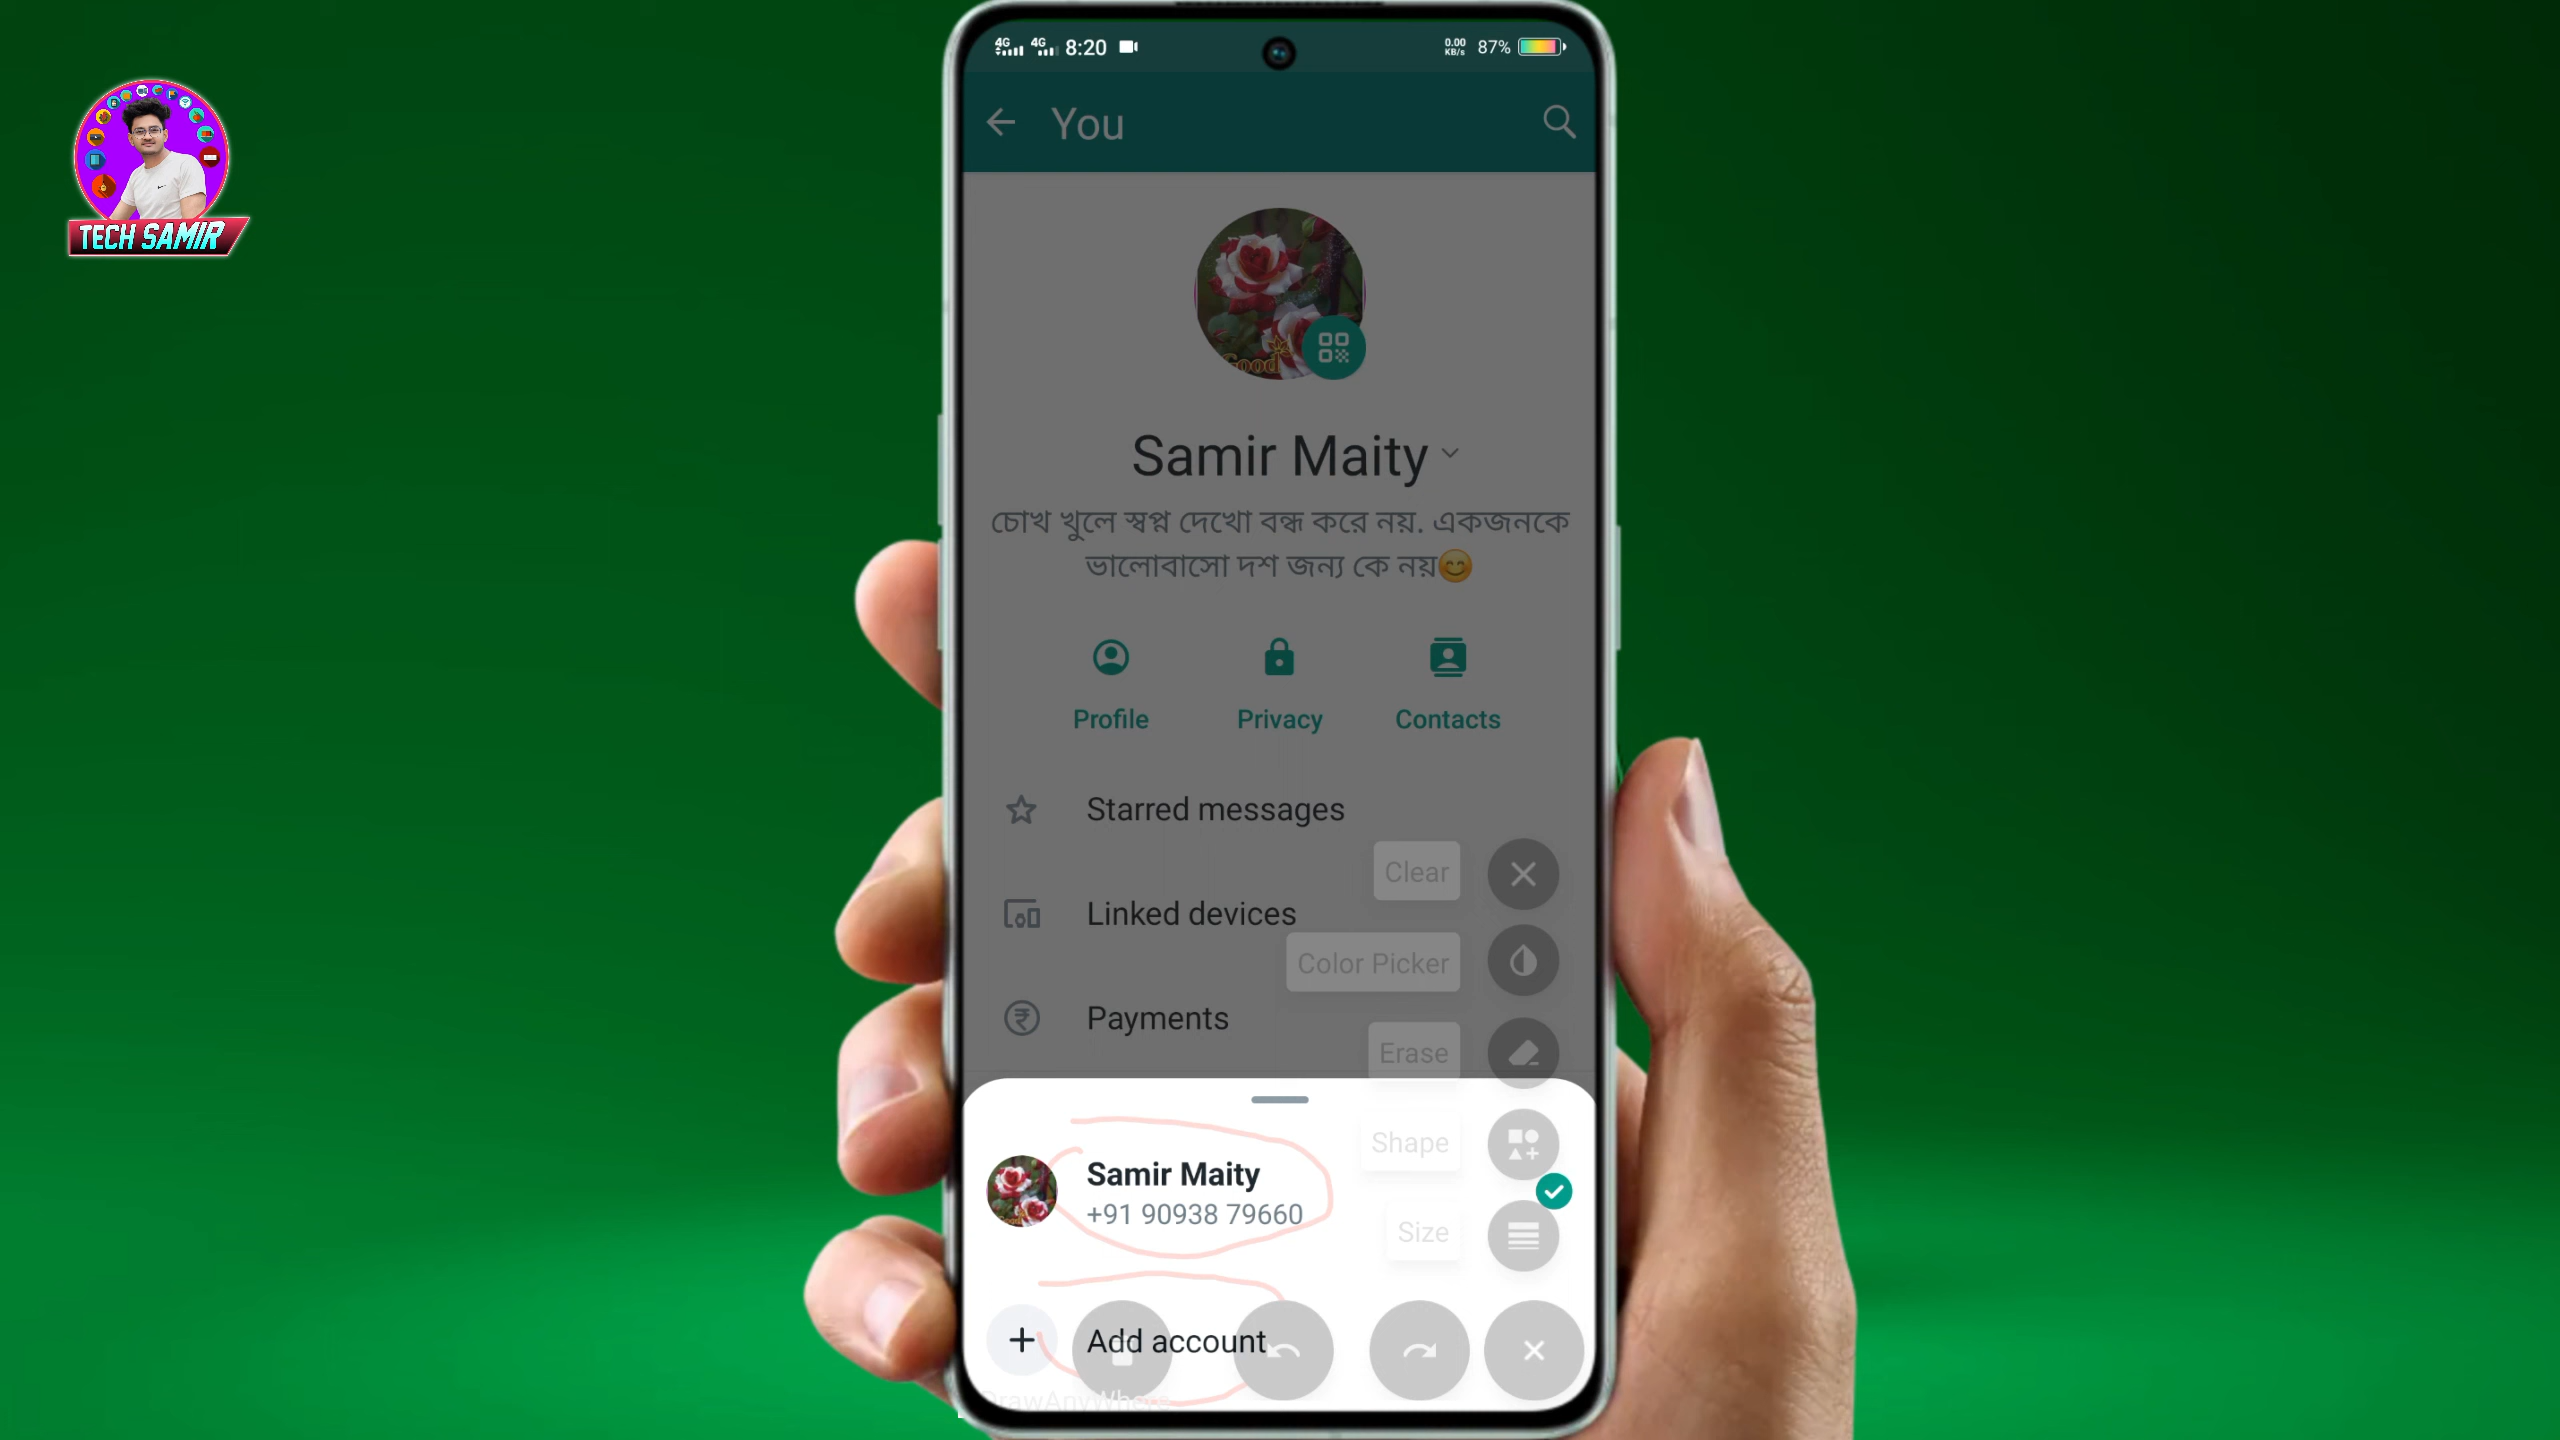 4G 4G 8:20 0.00 KB/s 87%
TECH SAMIR
You
Good
Samir Maity
চোখ খুলে স্বপ্ন দেখো বন্ধ করে নয়. একজনকে
ভালোবাসো দশ জন্য কে নয়😊
Profile Privacy Contacts
Starred messages
Clear
Linked devices
Color Picker
Payments
Erase
Shape
Samir Maity
+91 90938 79660
Size
Add account
DrawAnyWhere